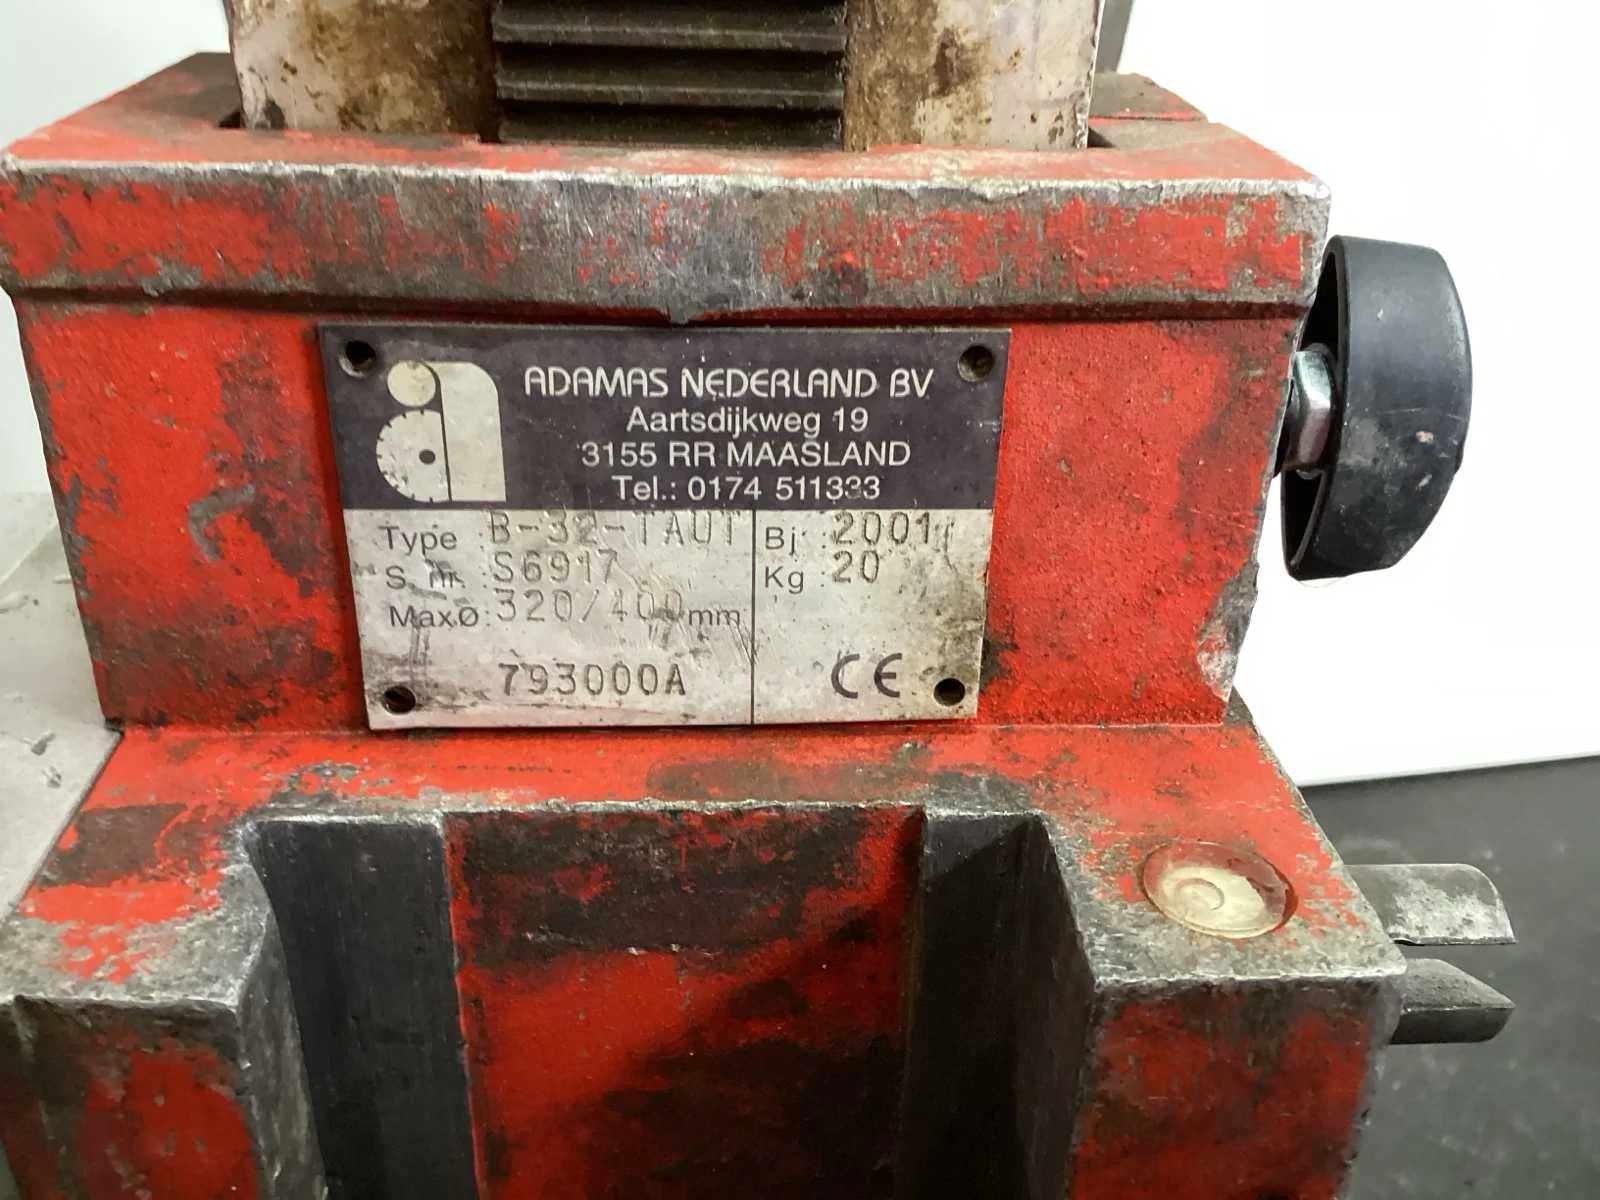 ADAMAS NEDERLAND BV
Aartsdijkweg 19
3155 RR MAASLAND
Tel.: 0174 511333
Type : B-32-TAUT
Bj : 2001
S. nr. : S6917
Kg : 20
MaxØ: 320/400 mm
793000A
CE